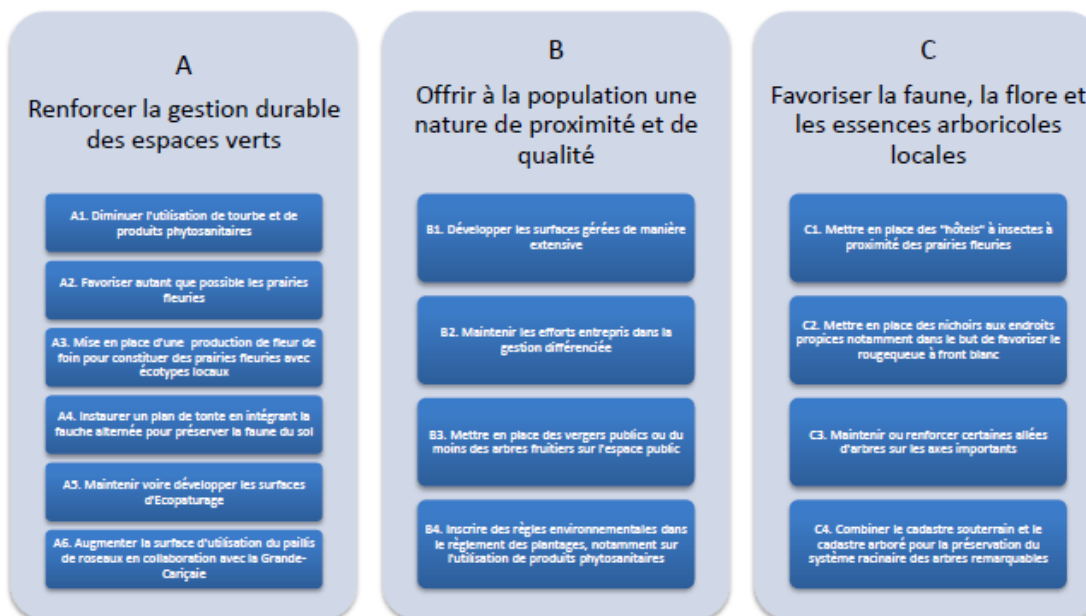 A
Renforcer la gestion durable
des espaces verts
A1. Diminuer l'utilisation de tourbe et de
produits phytosanitaires
A2. Favoriser autant que possible les prairies
fleuries
A3. Mise en place d'une production de fleur de
foin pour constituer des prairies fleuries avec
écotypes locaux
A4. Instaurer un plan de tonte en intégrant la
fauche alternée pour préserver la faune du sol
A5. Maintenir voire développer les surfaces
d'Ecopaturage
A6. Augmenter la surface d'utilisation du paillis
de roseaux en collaboration avec la Grande-
Cariçaie
B
Offrir à la population une
nature de proximité et de
qualité
B1. Développer les surfaces gérées de manière
extensive
B2. Maintenir les efforts entrepris dans la
gestion différenciée
B3. Mettre en place des vergers publics ou du
moins des arbres fruitiers sur l'espace public
B4. Inscrire des règles environnementales dans
le règlement des plantages, notamment sur
l'utilisation de produits phytosanitaires
C
Favoriser la faune, la flore et
les essences arboricoles
locales
C1. Mettre en place des "hôtels" à insectes à
proximité des prairies fleuries
C2. Mettre en place des nichoirs aux endroits
propices notamment dans le but de favoriser le
rougequeue à front blanc
C3. Maintenir ou renforcer certaines allées
d'arbres sur les axes importants
C4. Combiner le cadastre souterrain et le
cadastre arboré pour la préservation du
système racinaire des arbres remarquables